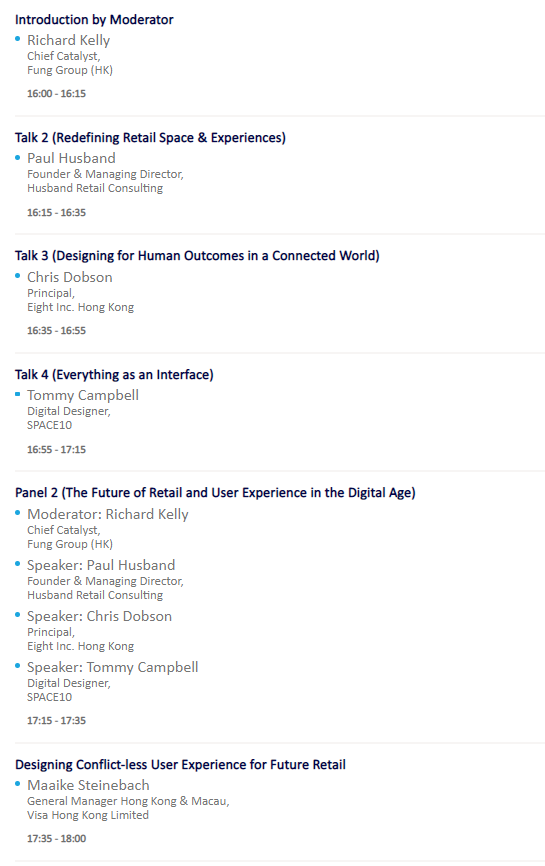 Introduction by Moderator
Richard Kelly
Chief Catalyst,
Fung Group (HK)
16:00 - 16:15
Talk 2 (Redefining Retail Space & Experiences)
Paul Husband
Founder & Managing Director,
Husband Retail Consulting
16:15 - 16:35
Talk 3 (Designing for Human Outcomes in a Connected World)
Chris Dobson
Principal,
Eight Inc. Hong Kong
16:35 - 16:55
Talk 4 (Everything as an Interface)
Tommy Campbell
Digital Designer,
SPACE10
16:55 - 17:15
Panel 2 (The Future of Retail and User Experience in the Digital Age)
Moderator: Richard Kelly
Chief Catalyst,
Fung Group (HK)
Speaker: Paul Husband
Founder & Managing Director,
Husband Retail Consulting
Speaker: Chris Dobson
Principal,
Eight Inc. Hong Kong
Speaker: Tommy Campbell
Digital Designer,
SPACE10
17:15 - 17:35
Designing Conflict-less User Experience for Future Retail
Maaike Steinebach
General Manager Hong Kong & Macau,
Visa Hong Kong Limited
17:35 - 18:00